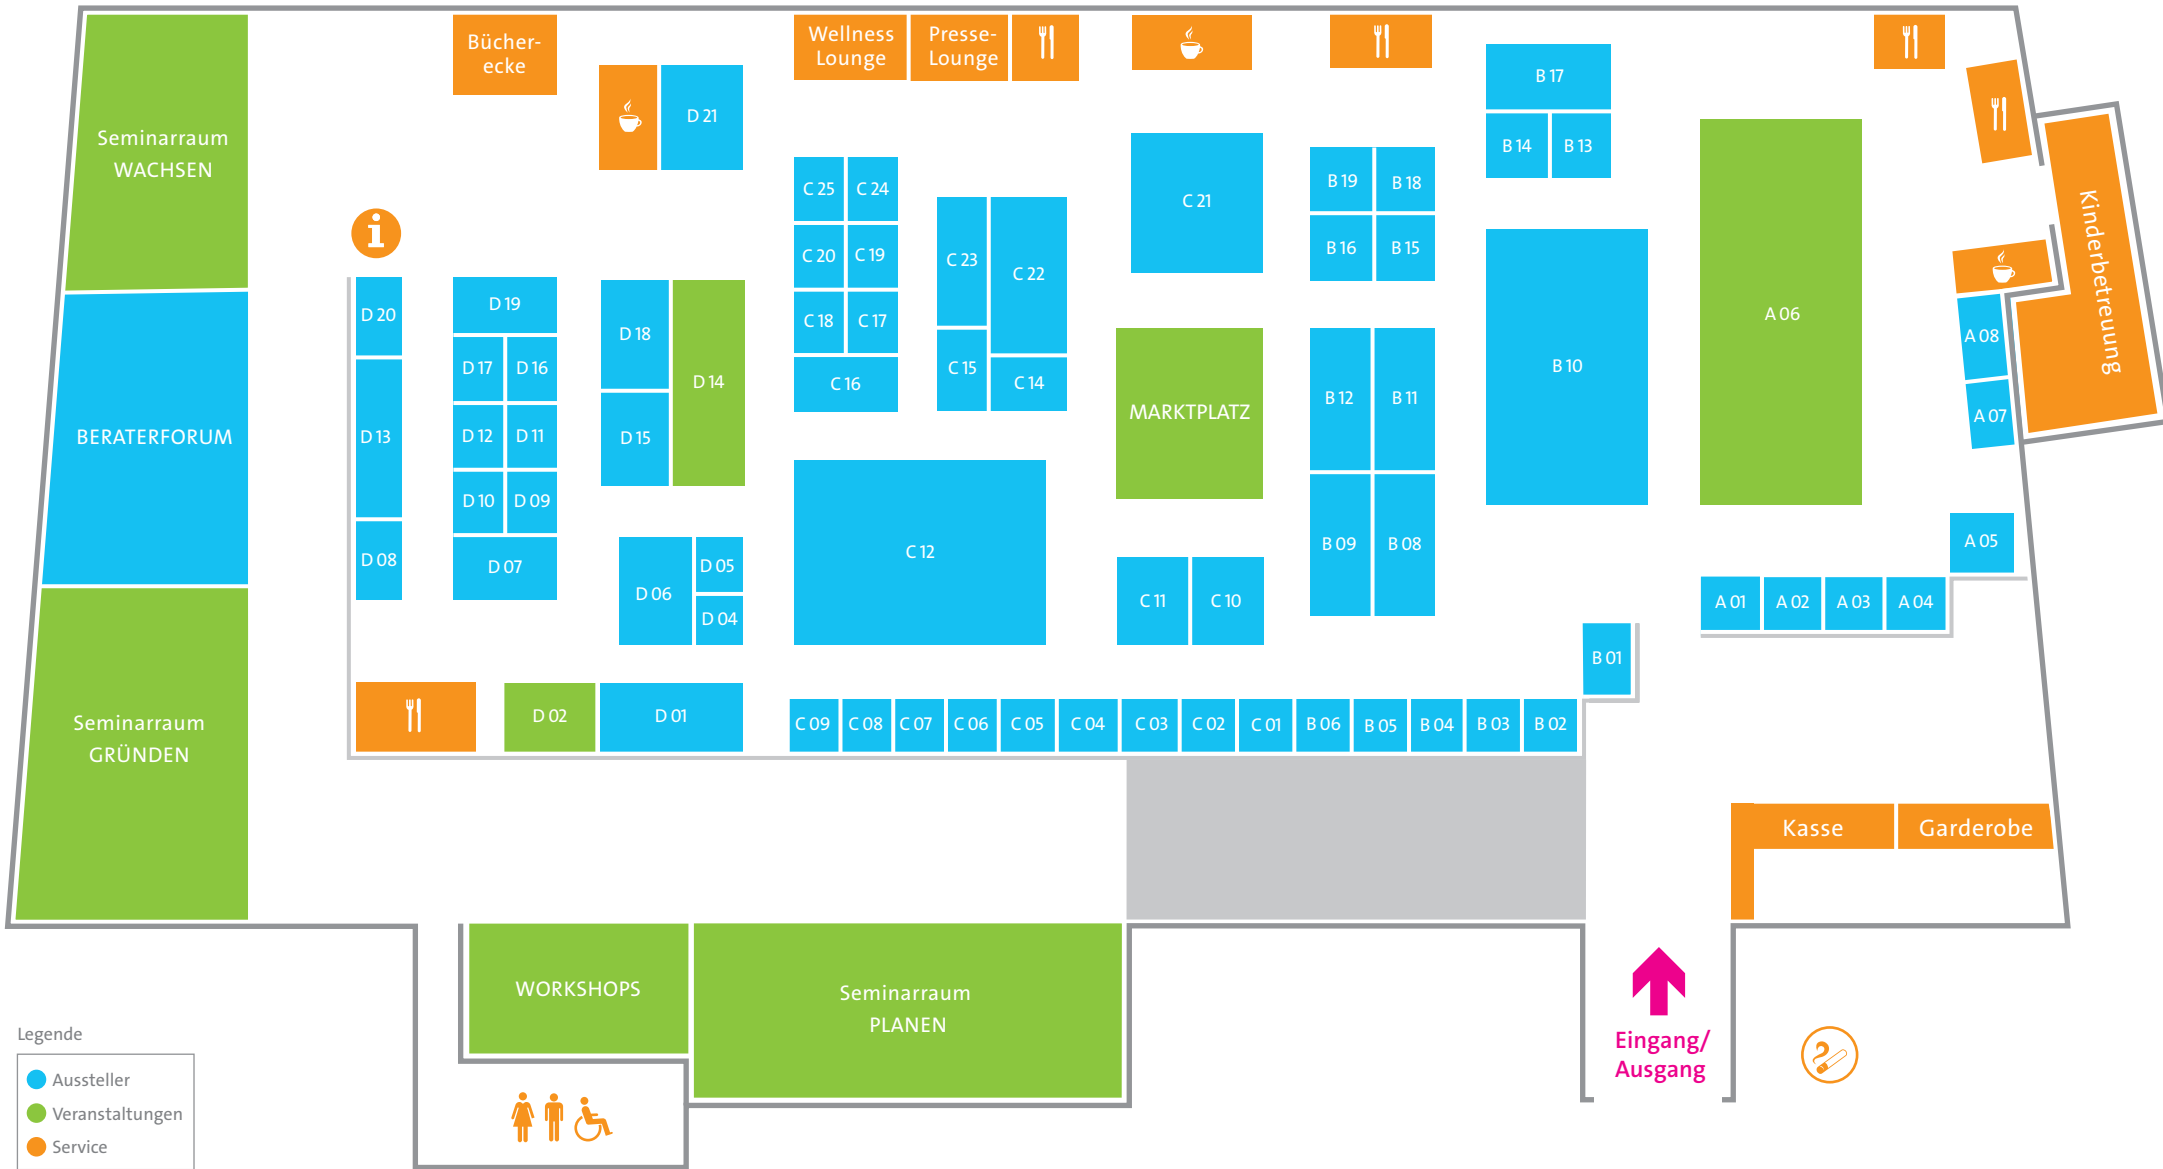 Bücher-
ecke
Wellness
Lounge
Presse-
Lounge
B 17
D 21
B 14
B 13
Seminarraum
WACHSEN
C 25
C 24
B 19
B 18
C 21
C 20
C 19
C 23
C 22
B 16
B 15
Kinderbetreuung
D 20
D 19
D 18
C 18
C 17
A 06
A 08
D 17
D 16
D 14
C 16
C 15
C 14
B 10
B 12
B 11
MARKTPLATZ
A 07
BERATERFORUM
D 13
D 12
D 11
D 15
D 10
D 09
C 12
B 09
B 08
A 05
D 08
D 07
D 06
D 05
D 04
C 11
C 10
A 01
A 02
A 03
A 04
B 01
Seminarraum
GRÜNDEN
D 02
D 01
C 09
C 08
C 07
C 06
C 05
C 04
C 03
C 02
C 01
B 06
B 05
B 04
B 03
B 02
Kasse
Garderobe
WORKSHOPS
Seminarraum
PLANEN
Eingang/
Ausgang
Legende
Aussteller
Veranstaltungen
Service